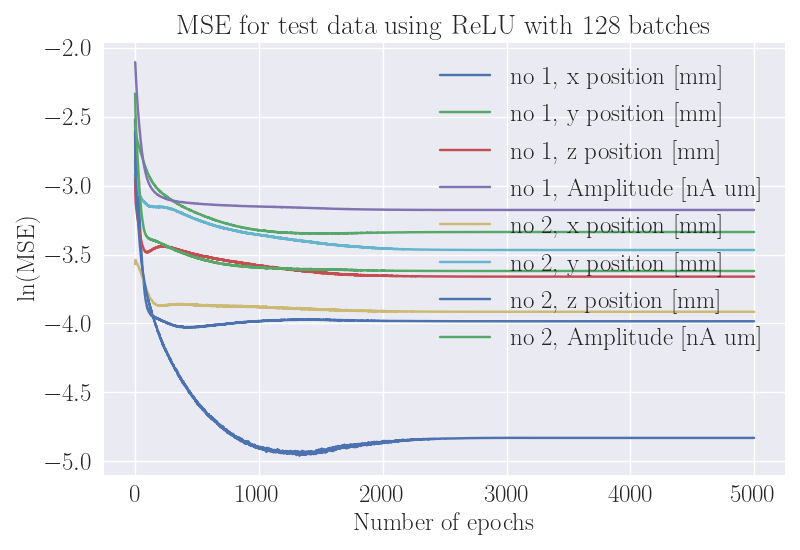 MSE for test data using ReLU with 128 batches
−2.0
−2.5
−3.0
−3.5
−4.0
−4.5
−5.0
ln(MSE)
no 1, x position [mm]
no 1, y position [mm]
no 1, z position [mm]
no 1, Amplitude [nA um]
no 2, x position [mm]
no 2, y position [mm]
no 2, z position [mm]
no 2, Amplitude [nA um]
0 1000 2000 3000 4000 5000
Number of epochs